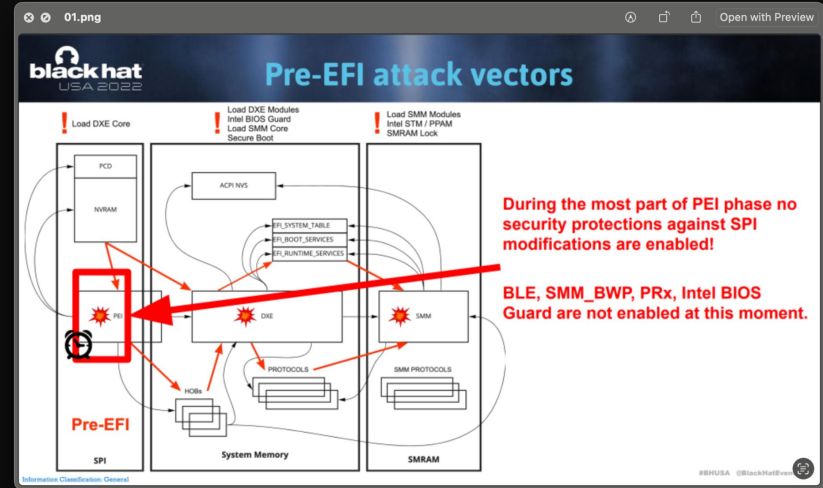 01.png
Open with Preview
black hat
USA 2022
Pre-EFI attack vectors
! Load DXE Core
! Load DXE Modules
Intel BIOS Guard
Load SMM Core
Secure Boot
! Load SMM Modules
Intel STM / PPAM
SMRAM Lock
PCD
NVRAM
ACPI NVS
EFI_SYSTEM_TABLE
EFI_BOOT_SERVICES
EFI_RUNTIME_SERVICES
During the most part of PEI phase no
security protections against SPI
modifications are enabled!
BLE, SMM_BWP, PRx, Intel BIOS
Guard are not enabled at this moment.
PEI
DXE
SMM
HOBs
PROTOCOLS
SMM PROTOCOLS
Pre-EFI
SPI
System Memory
SMRAM
Information Classification: General
#BHUSA @BlackHatEven